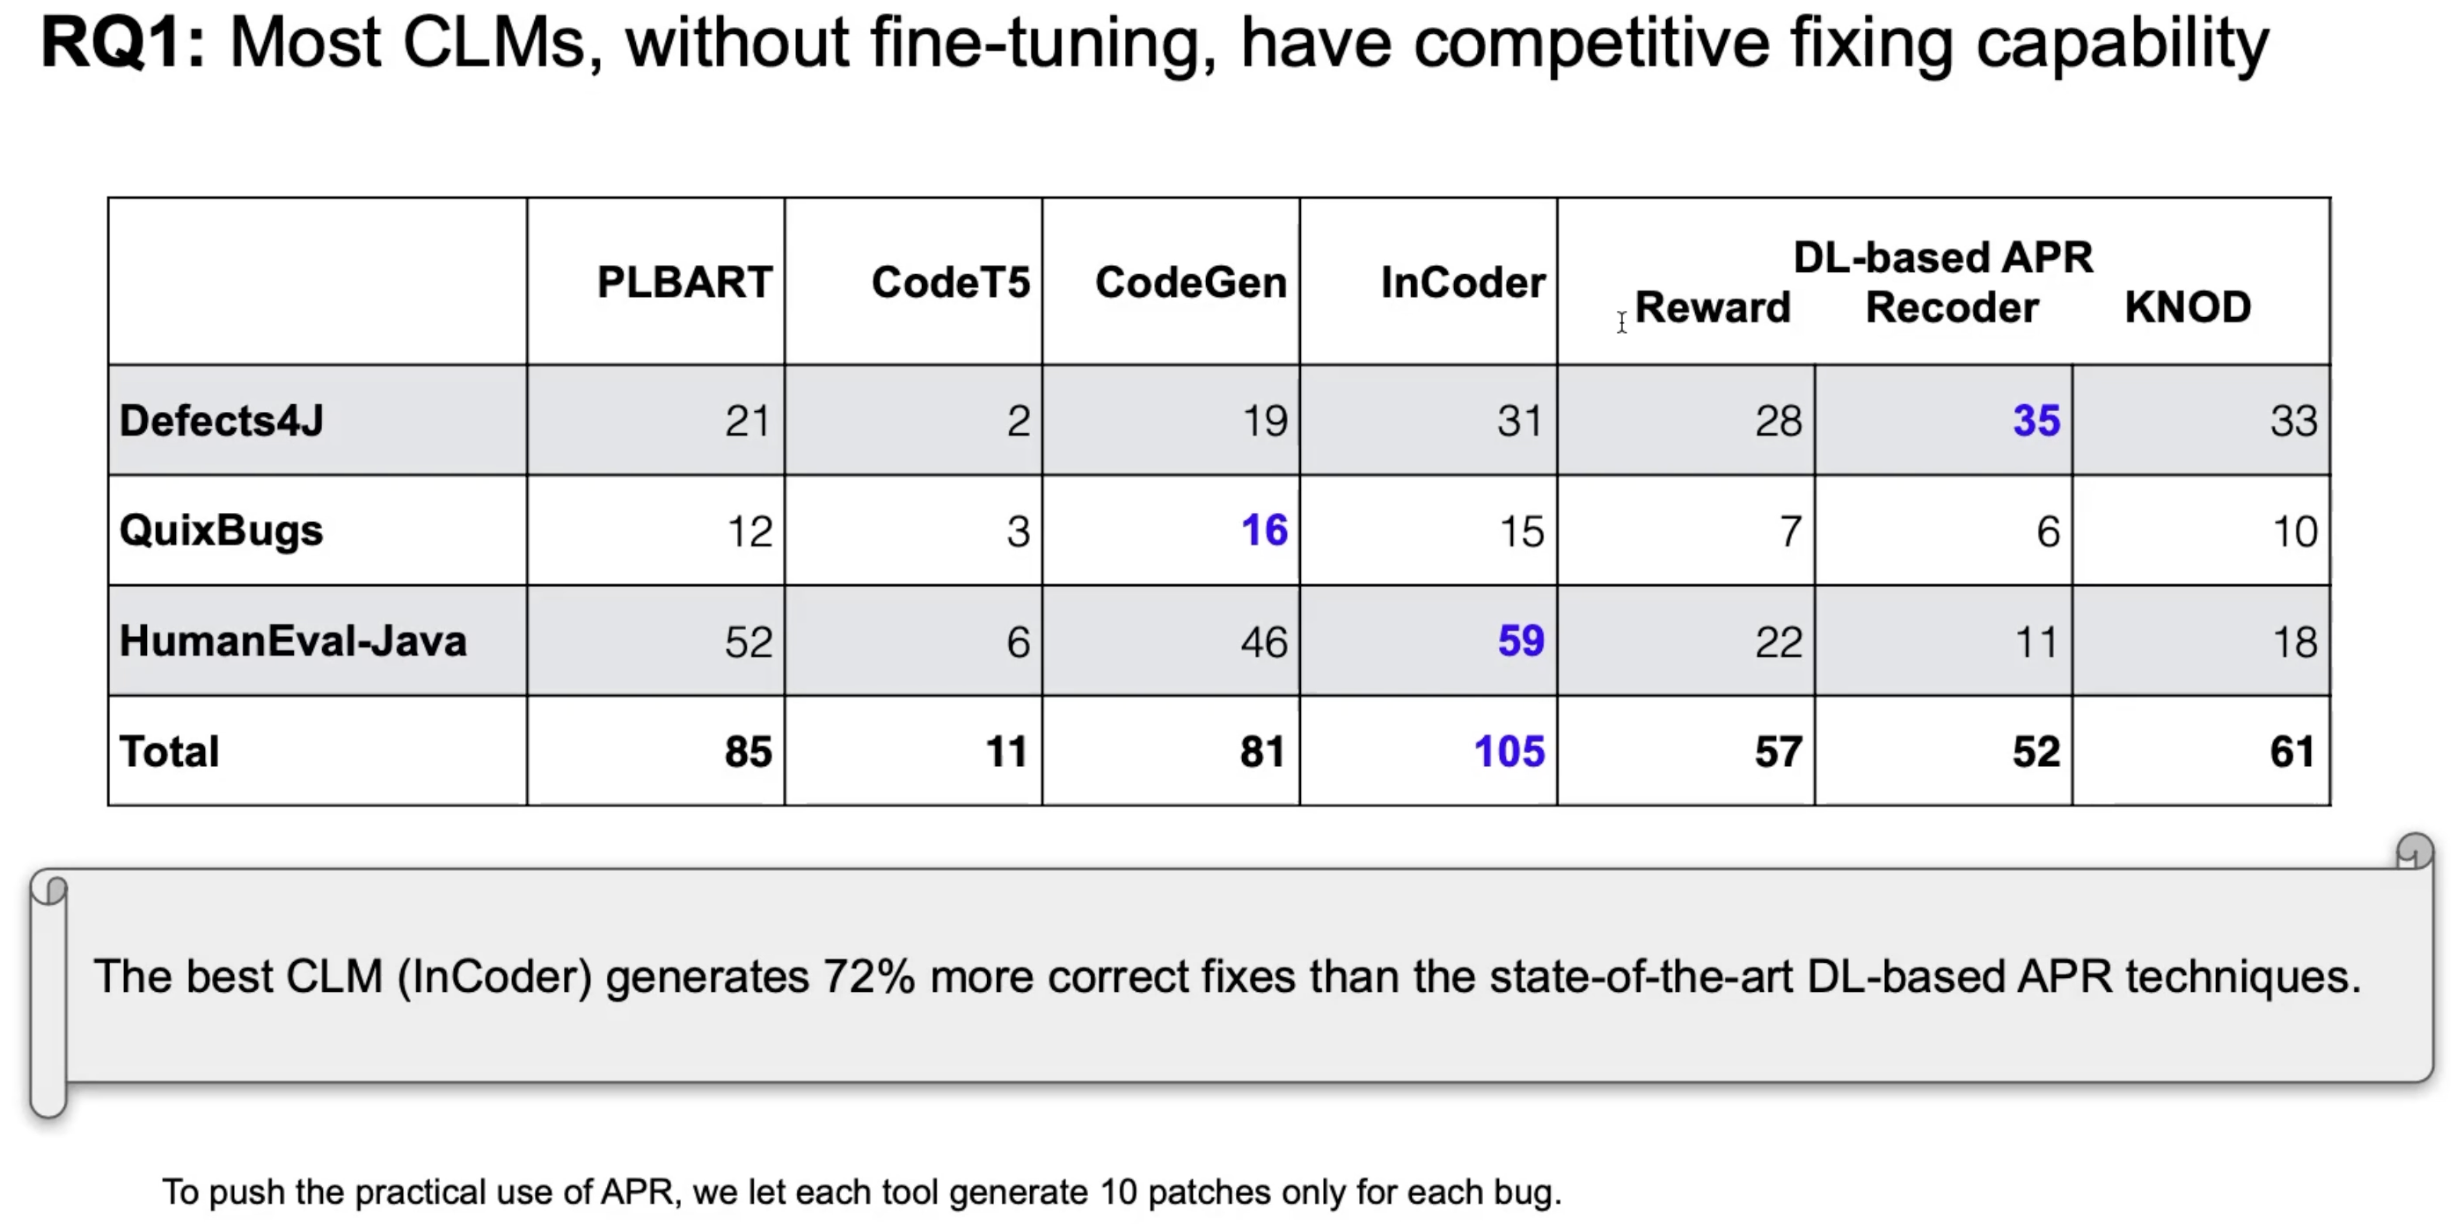 RQ1: Most CLMs, without fine-tuning, have competitive fixing capability
PLBART CodeT5 CodeGen InCoder DL-based APR
Reward Recoder KNOD
Defects4J 21 2 19 31 28 35 33
QuixBugs 12 3 16 15 7 6 10
HumanEval-Java 52 6 46 59 22 11 18
Total 85 11 81 105 57 52 61
The best CLM (InCoder) generates 72% more correct fixes than the state-of-the-art DL-based APR techniques.
To push the practical use of APR, we let each tool generate 10 patches only for each bug.